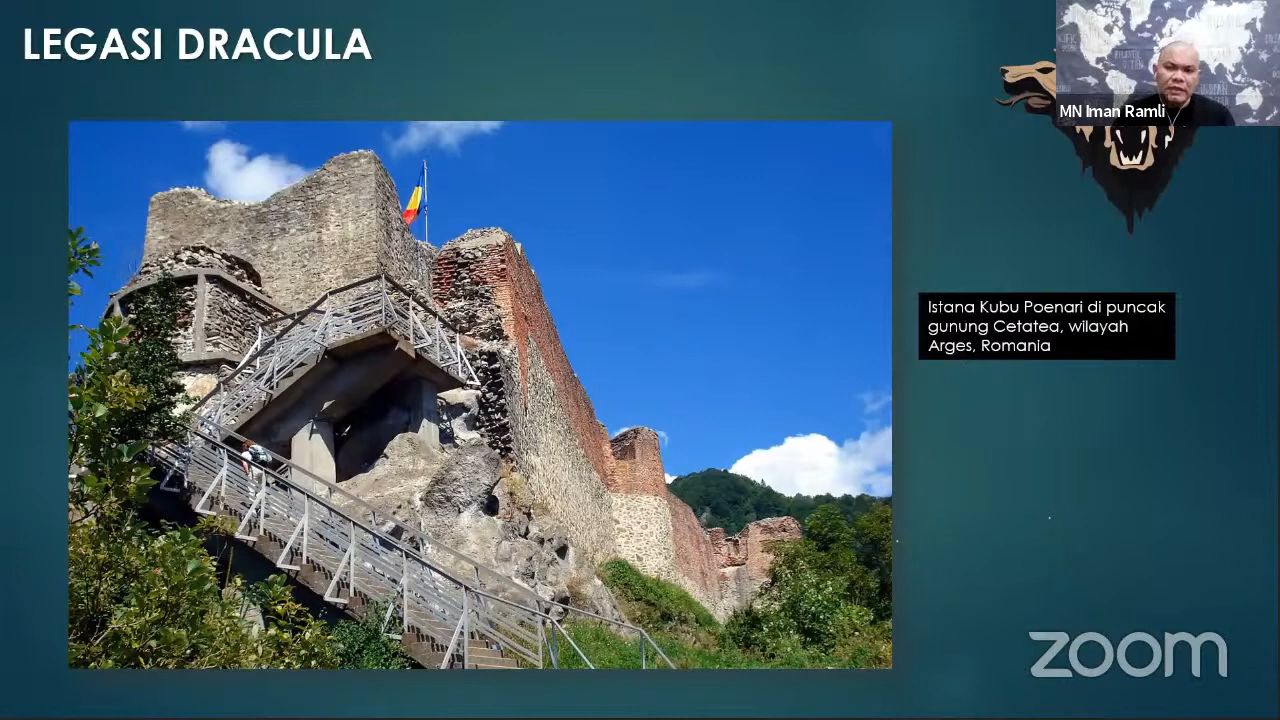 LEGASI DRACULA
MN Iman Ramli
Istana Kubu Poenari di puncak
gunung Cetatea, wilayah
Arges, Romania
zoom